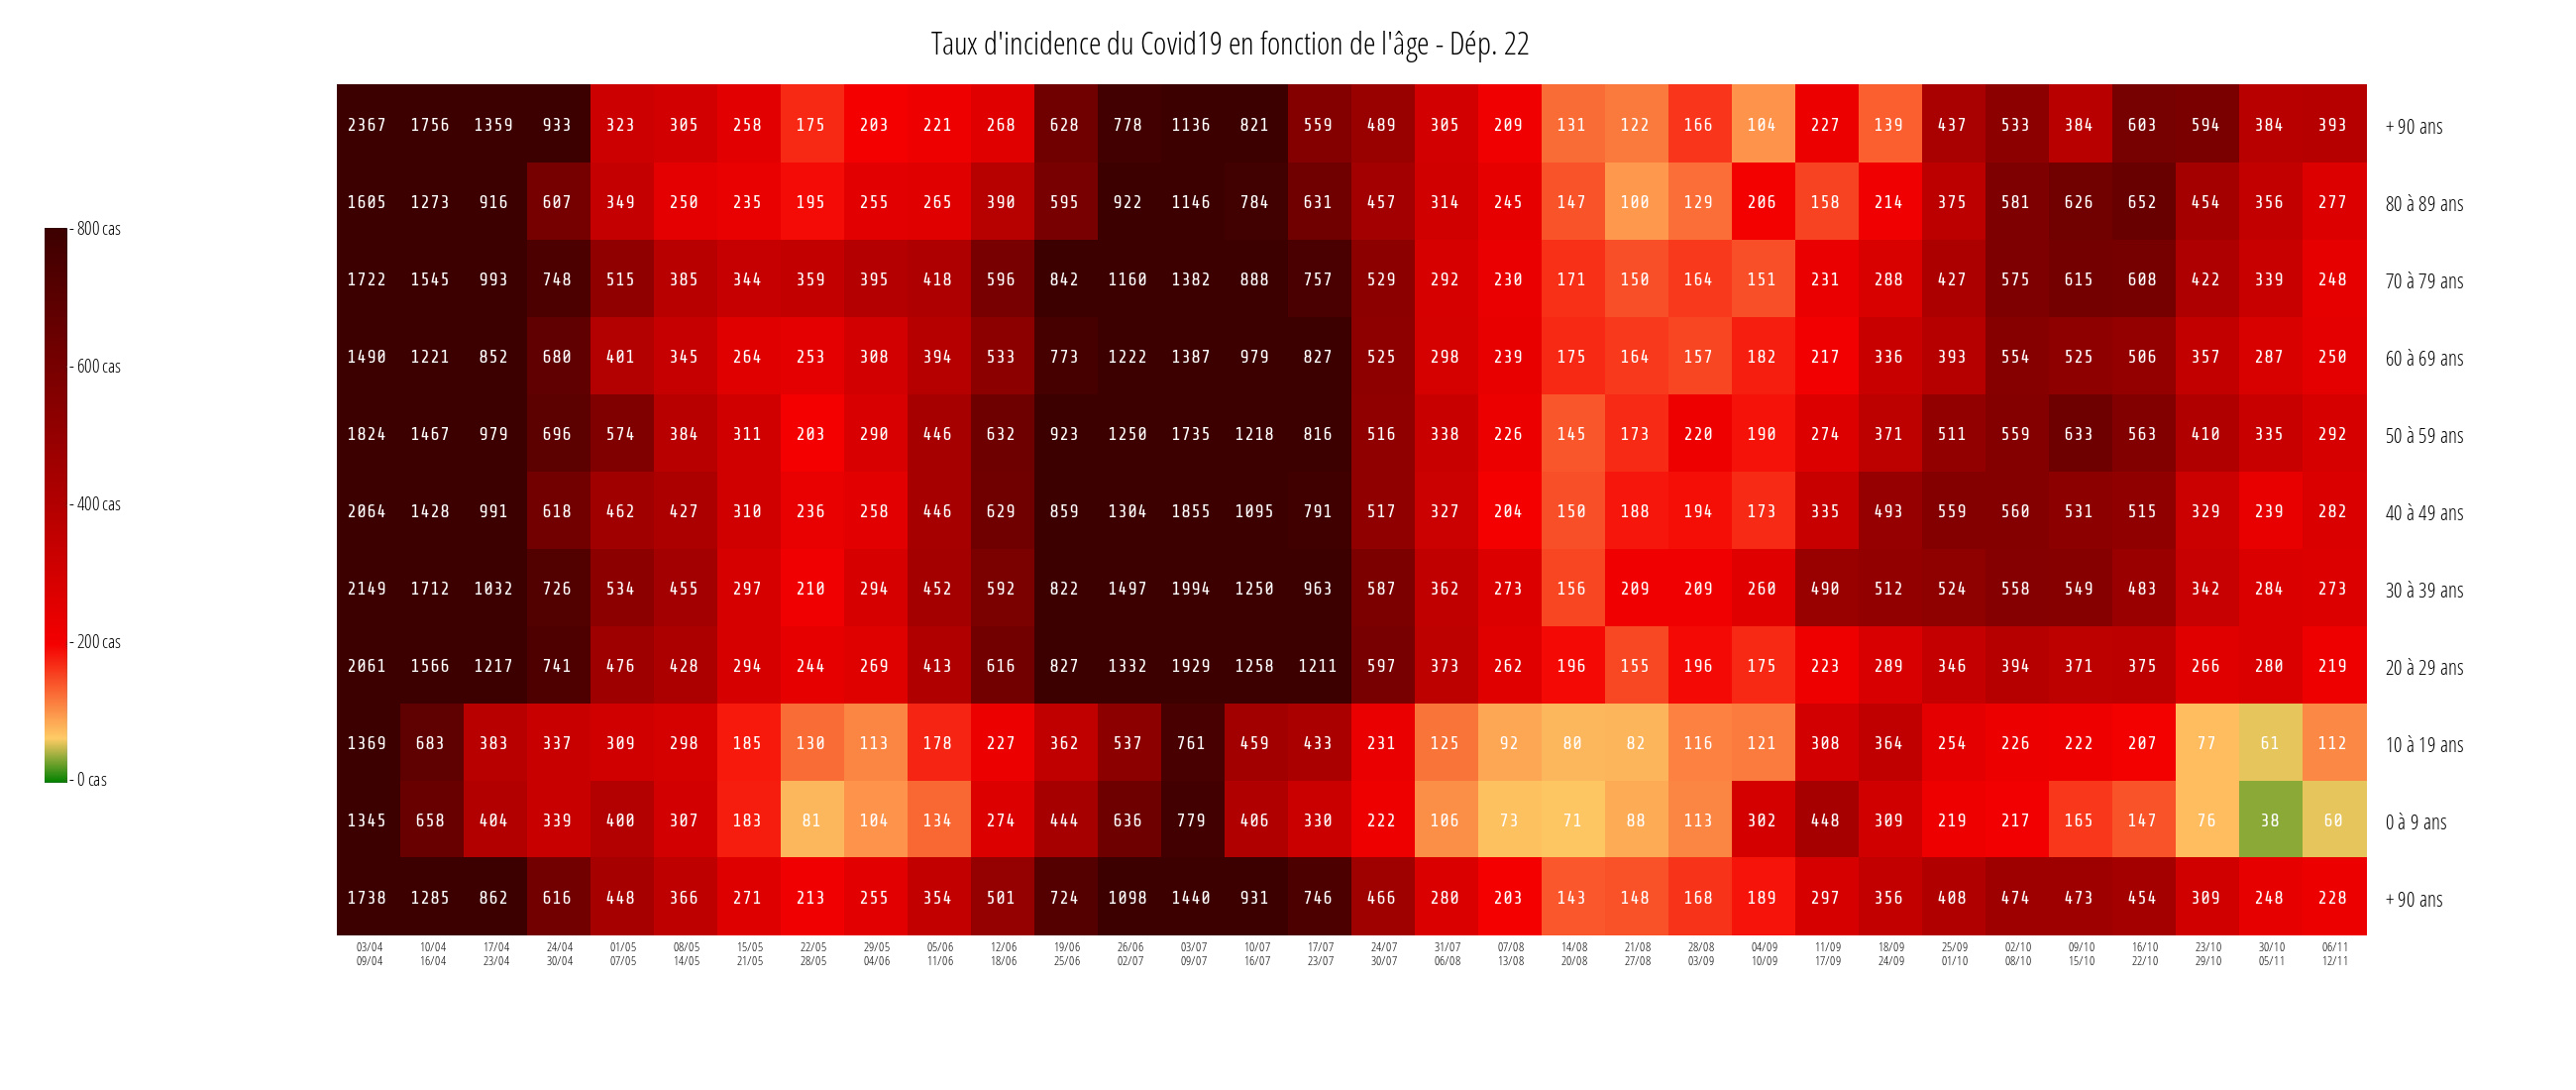 Taux d'incidence du Covid19 en fonction de l'âge - Dép. 22
- 800 cas
- 600 cas
- 400 cas
- 200 cas
- 0 cas
2367 1756 1359 933 323 305 258 175 203 221 268 628 778 1136 821 559 489 305 209 131 122 166 104 227 139 437 533 384 603 594 384 393 + 90 ans
1605 1273 916 607 349 250 235 195 255 265 390 595 922 1146 784 631 457 314 245 147 100 129 206 158 214 375 581 626 652 454 356 277 80 à 89 ans
1722 1545 993 748 515 385 344 359 395 418 596 842 1160 1382 888 757 529 292 230 171 150 164 151 231 288 427 575 615 608 422 339 248 70 à 79 ans
1490 1221 852 680 401 345 264 253 308 394 533 773 1222 1387 979 827 525 298 239 175 164 157 182 217 336 393 554 525 506 357 287 250 60 à 69 ans
1824 1467 979 696 574 384 311 203 290 446 632 923 1250 1735 1218 816 516 338 226 145 173 220 190 274 371 511 559 633 563 410 335 292 50 à 59 ans
2064 1428 991 618 462 427 310 236 258 446 629 859 1304 1855 1095 791 517 327 204 150 188 194 173 335 493 559 560 531 515 329 239 282 40 à 49 ans
2149 1712 1032 726 534 455 297 210 294 452 592 822 1497 1994 1250 963 587 362 273 156 209 209 260 490 512 524 558 549 483 342 284 273 30 à 39 ans
2061 1566 1217 741 476 428 294 244 269 413 616 827 1332 1929 1258 1211 597 373 262 196 155 196 175 223 289 346 394 371 375 266 280 219 20 à 29 ans
1369 683 383 337 309 298 185 130 113 178 227 362 537 761 459 433 231 125 92 80 82 116 121 308 364 254 226 222 207 77 61 112 10 à 19 ans
1345 658 404 339 400 307 183 81 104 134 274 444 636 779 406 330 222 106 73 71 88 113 302 448 309 219 217 165 147 76 38 60 0 à 9 ans
1738 1285 862 616 448 366 271 213 255 354 501 724 1098 1440 931 746 466 280 203 143 148 168 189 297 356 408 474 473 454 309 248 228 + 90 ans
03/04 10/04 17/04 24/04 01/05 08/05 15/05 22/05 29/05 05/06 12/06 19/06 26/06 03/07 10/07 17/07 24/07 31/07 07/08 14/08 21/08 28/08 04/09 11/09 18/09 25/09 02/10 09/10 16/10 23/10 30/10 06/11
09/04 16/04 23/04 30/04 07/05 14/05 21/05 28/05 04/06 11/06 18/06 25/06 02/07 09/07 16/07 23/07 30/07 06/08 13/08 20/08 27/08 03/09 10/09 17/09 24/09 01/10 08/10 15/10 22/10 29/10 05/11 12/11